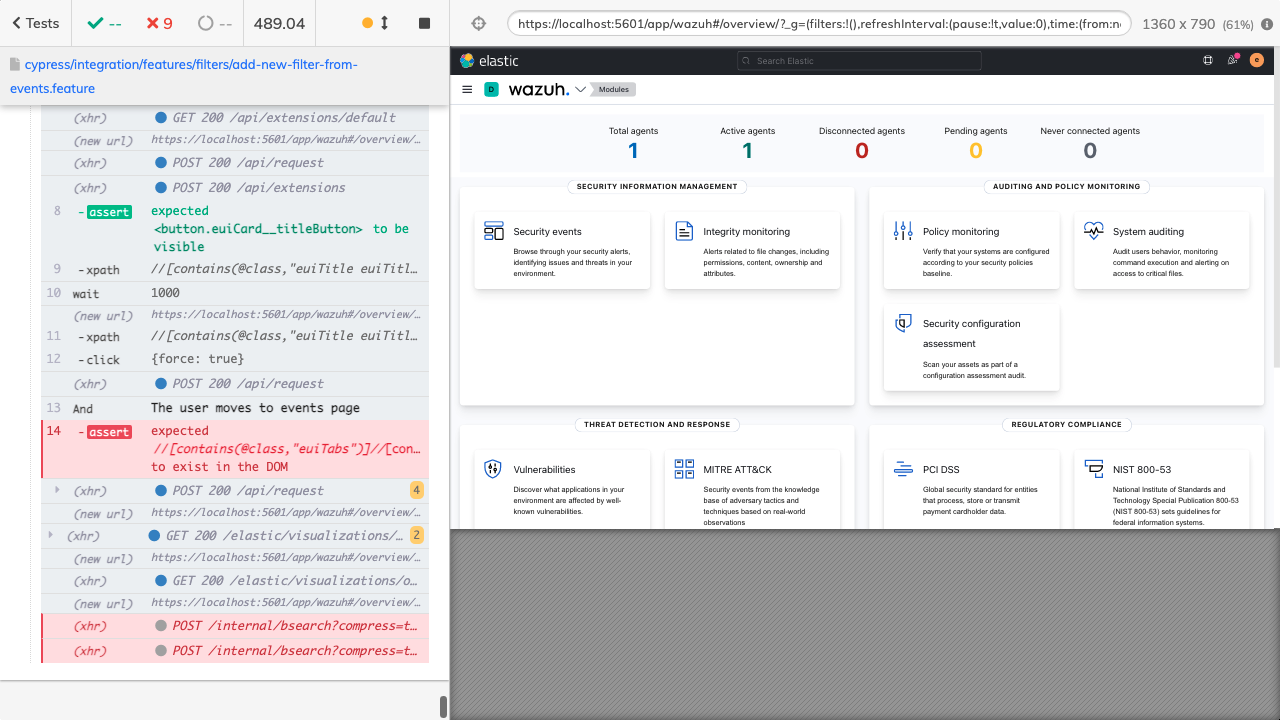 Tests
--
9
--
489.04
cypress/integration/features/filters/add-new-filter-from-
events.feature
(xhr) GET 200 /api/extensions/default
(new url) https://localhost:5601/app/wazuh#/overview/…
(xhr) POST 200 /api/request
(xhr) POST 200 /api/extensions
8 -assert expected
<button.euiCard__titleButton> to be
visible
9 -xpath //[contains(@class,"euiTitle euiTitl…
10 wait 1000
(new url) https://localhost:5601/app/wazuh#/overview/…
11 -xpath //[contains(@class,"euiTitle euiTitl…
12 -click {force: true}
(xhr) POST 200 /api/request
13 And The user moves to events page
14 -assert expected
//[contains(@class,"euiTabs")]//[con…
to exist in the DOM
(xhr) POST 200 /api/request 4
(new url) https://localhost:5601/app/wazuh#/overview/…
(xhr) GET 200 /elastic/visualizations/… 2
(new url) https://localhost:5601/app/wazuh#/overview/…
(xhr) GET 200 /elastic/visualizations/o…
(new url) https://localhost:5601/app/wazuh#/overview/…
(xhr) POST /internal/bsearch?compress=t…
(xhr) POST /internal/bsearch?compress=t…
https://localhost:5601/app/wazuh#/overview/?_g=(filters:!(),refreshInterval:(pause:!t,value:0),time:(from:n
1360 x 790 (61%)
elastic
Search Elastic
e
D wazuh. Modules
Total agents
1
Active agents
1
Disconnected agents
0
Pending agents
0
Never connected agents
0
SECURITY INFORMATION MANAGEMENT
Security events
Browse through your security alerts,
identifying issues and threats in your
environment.
Integrity monitoring
Alerts related to file changes, including
permissions, content, ownership and
attributes.
AUDITING AND POLICY MONITORING
Policy monitoring
Verify that your systems are configured
according to your security policies
baseline.
System auditing
Audit users behavior, monitoring
command execution and alerting on
access to critical files.
Security configuration
assessment
Scan your assets as part of a
configuration assessment audit.
THREAT DETECTION AND RESPONSE
Vulnerabilities
Discover what applications in your
environment are affected by well-
known vulnerabilities.
MITRE ATT&CK
Security events from the knowledge
base of adversary tactics and
techniques based on real-world
observations
REGULATORY COMPLIANCE
PCI DSS
Global security standard for entities
that process, store or transmit
payment cardholder data.
NIST 800-53
National Institute of Standards and
Technology Special Publication 800-53
(NIST 800-53) sets guidelines for
federal information systems.